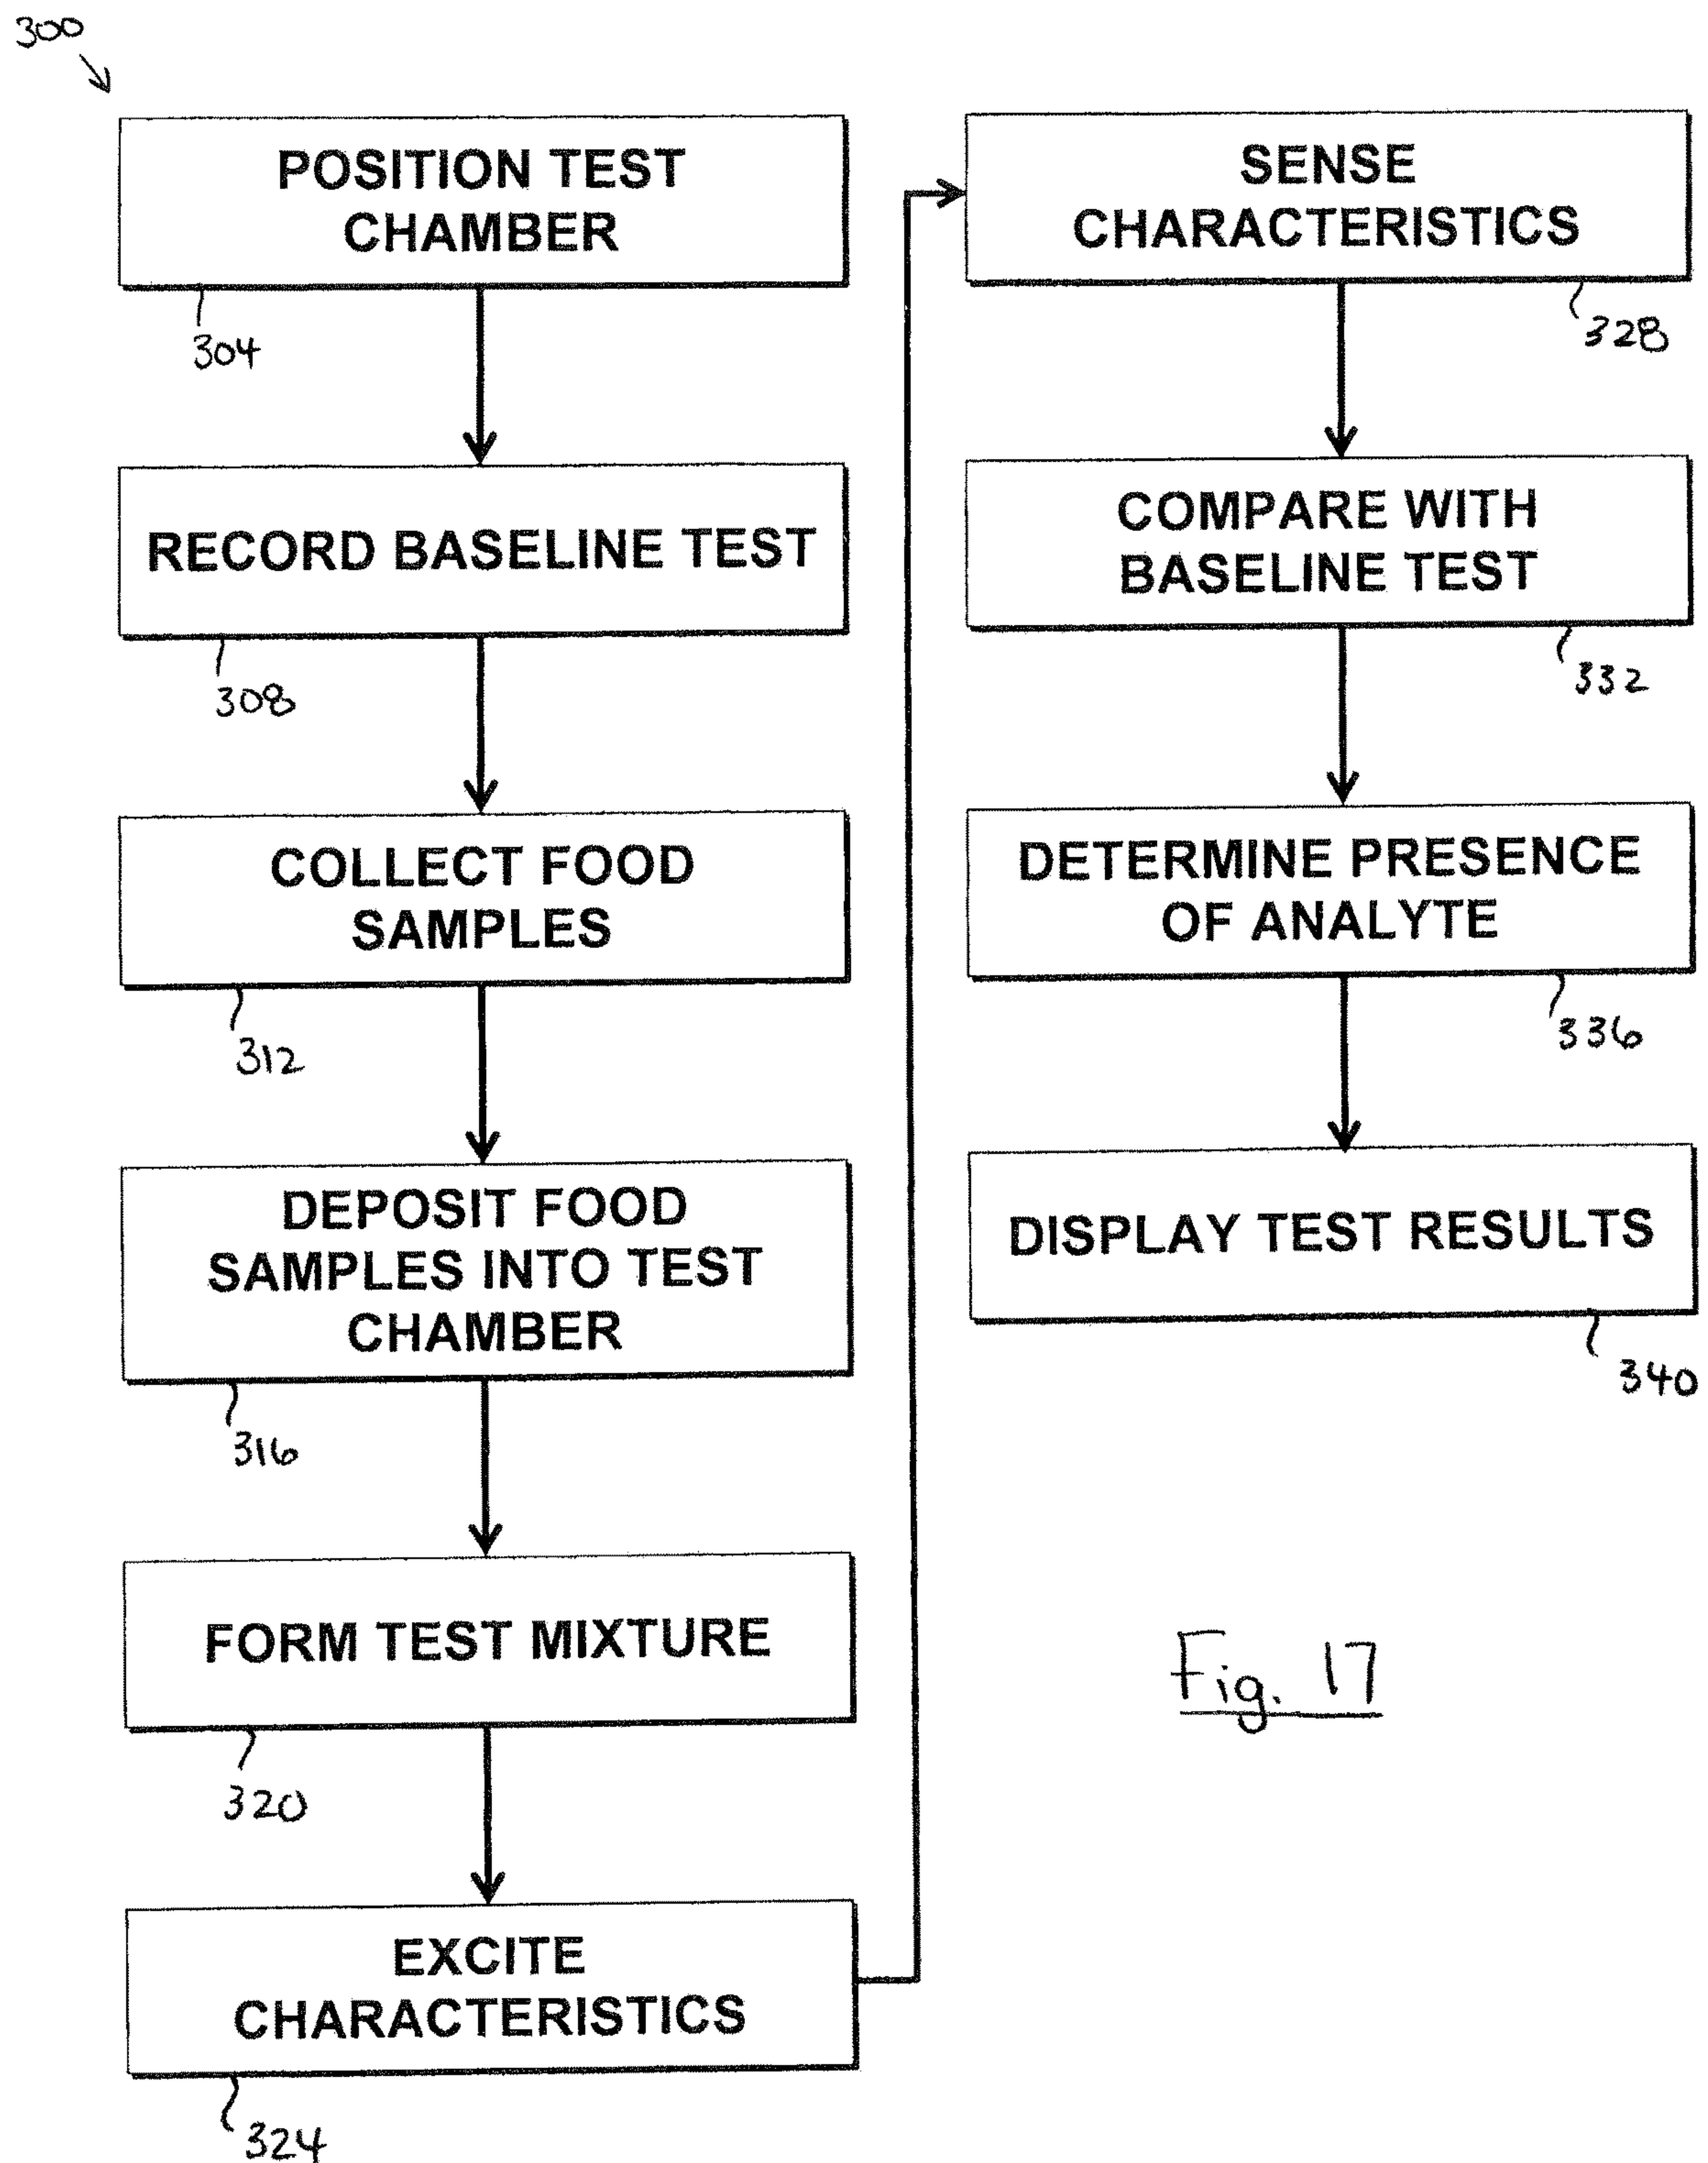 300
POSITION TEST
CHAMBER
304
RECORD BASELINE TEST
308
COLLECT FOOD
SAMPLES
312
DEPOSIT FOOD
SAMPLES INTO TEST
CHAMBER
316
FORM TEST MIXTURE
320
EXCITE
CHARACTERISTICS
324
SENSE
CHARACTERISTICS
328
COMPARE WITH
BASELINE TEST
332
DETERMINE PRESENCE
OF ANALYTE
336
DISPLAY TEST RESULTS
340
Fig. 17